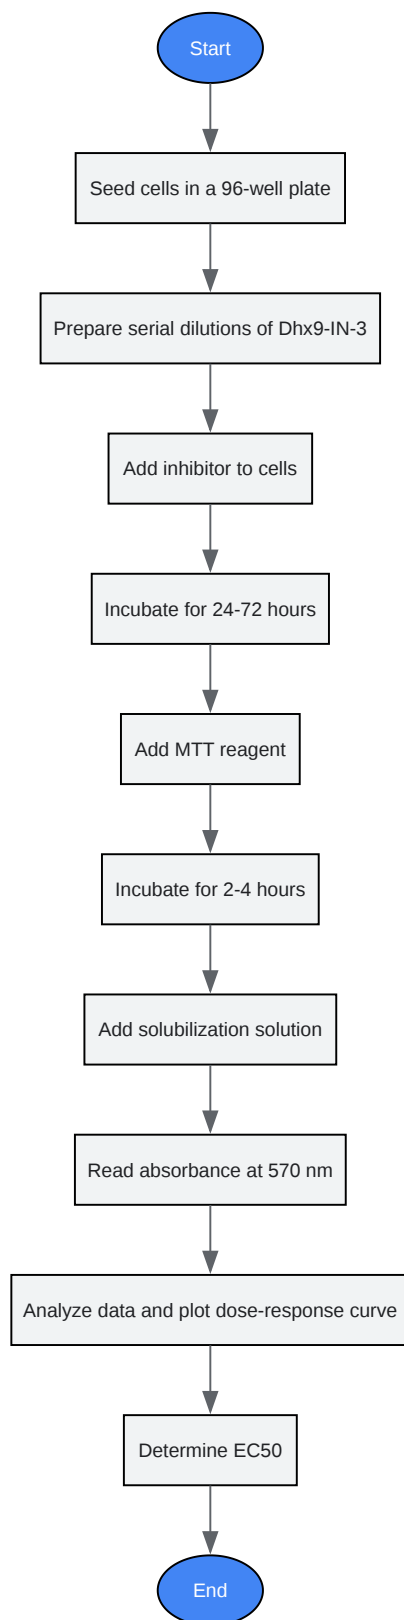 Start
Seed cells in a 96-well plate
Prepare serial dilutions of Dhx9-IN-3
Add inhibitor to cells
Incubate for 24-72 hours
Add MTT reagent
Incubate for 2-4 hours
Add solubilization solution
Read absorbance at 570 nm
Analyze data and plot dose-response curve
Determine EC50
End